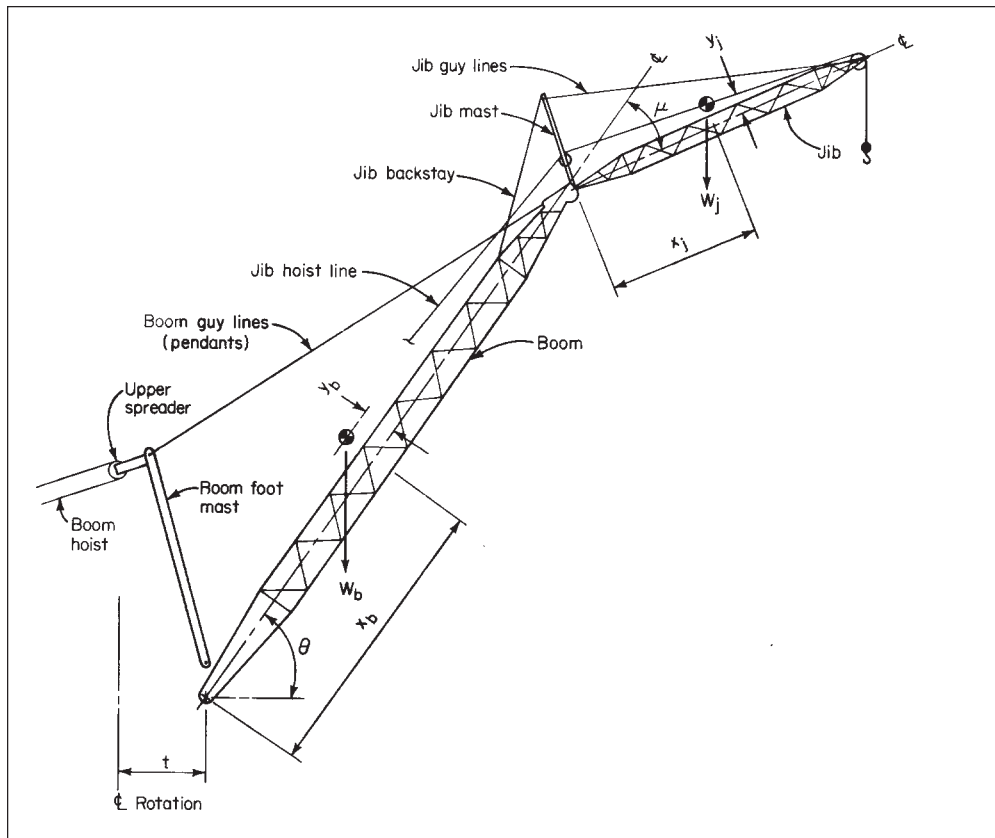 y_j
℄
℄
Jib guy lines
Jib mast
μ
Jib
Jib backstay
W_j
x_j
Jib hoist line
Boom guy lines
(pendants)
Boom
y_b
Upper
spreader
Room foot
mast
Boom
hoist
W_b
x_b
θ
t
℄ Rotation